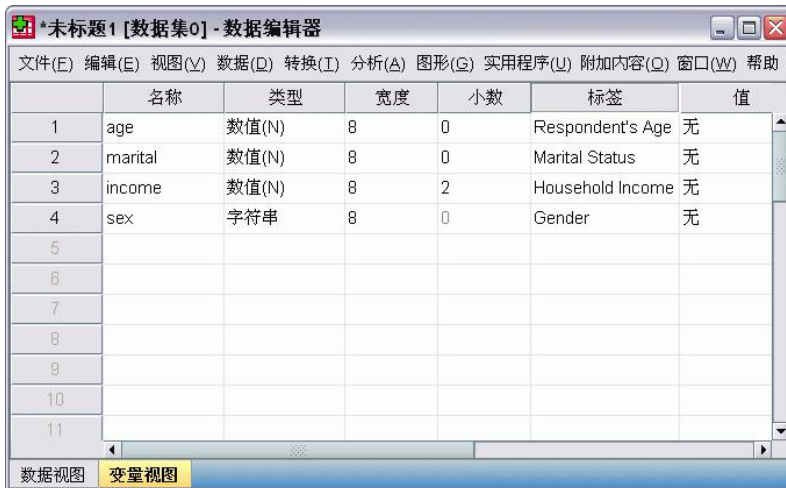 *未标题1 [数据集0] - 数据编辑器
文件(F) 编辑(E) 视图(V) 数据(D) 转换(T) 分析(A) 图形(G) 实用程序(U) 附加内容(O) 窗口(W) 帮助
名称 类型 宽度 小数 标签 值
1 age 数值(N) 8 0 Respondent's Age 无
2 marital 数值(N) 8 0 Marital Status 无
3 income 数值(N) 8 2 Household Income 无
4 sex 字符串 8 0 Gender 无
5
6
7
8
9
10
11
数据视图 变量视图